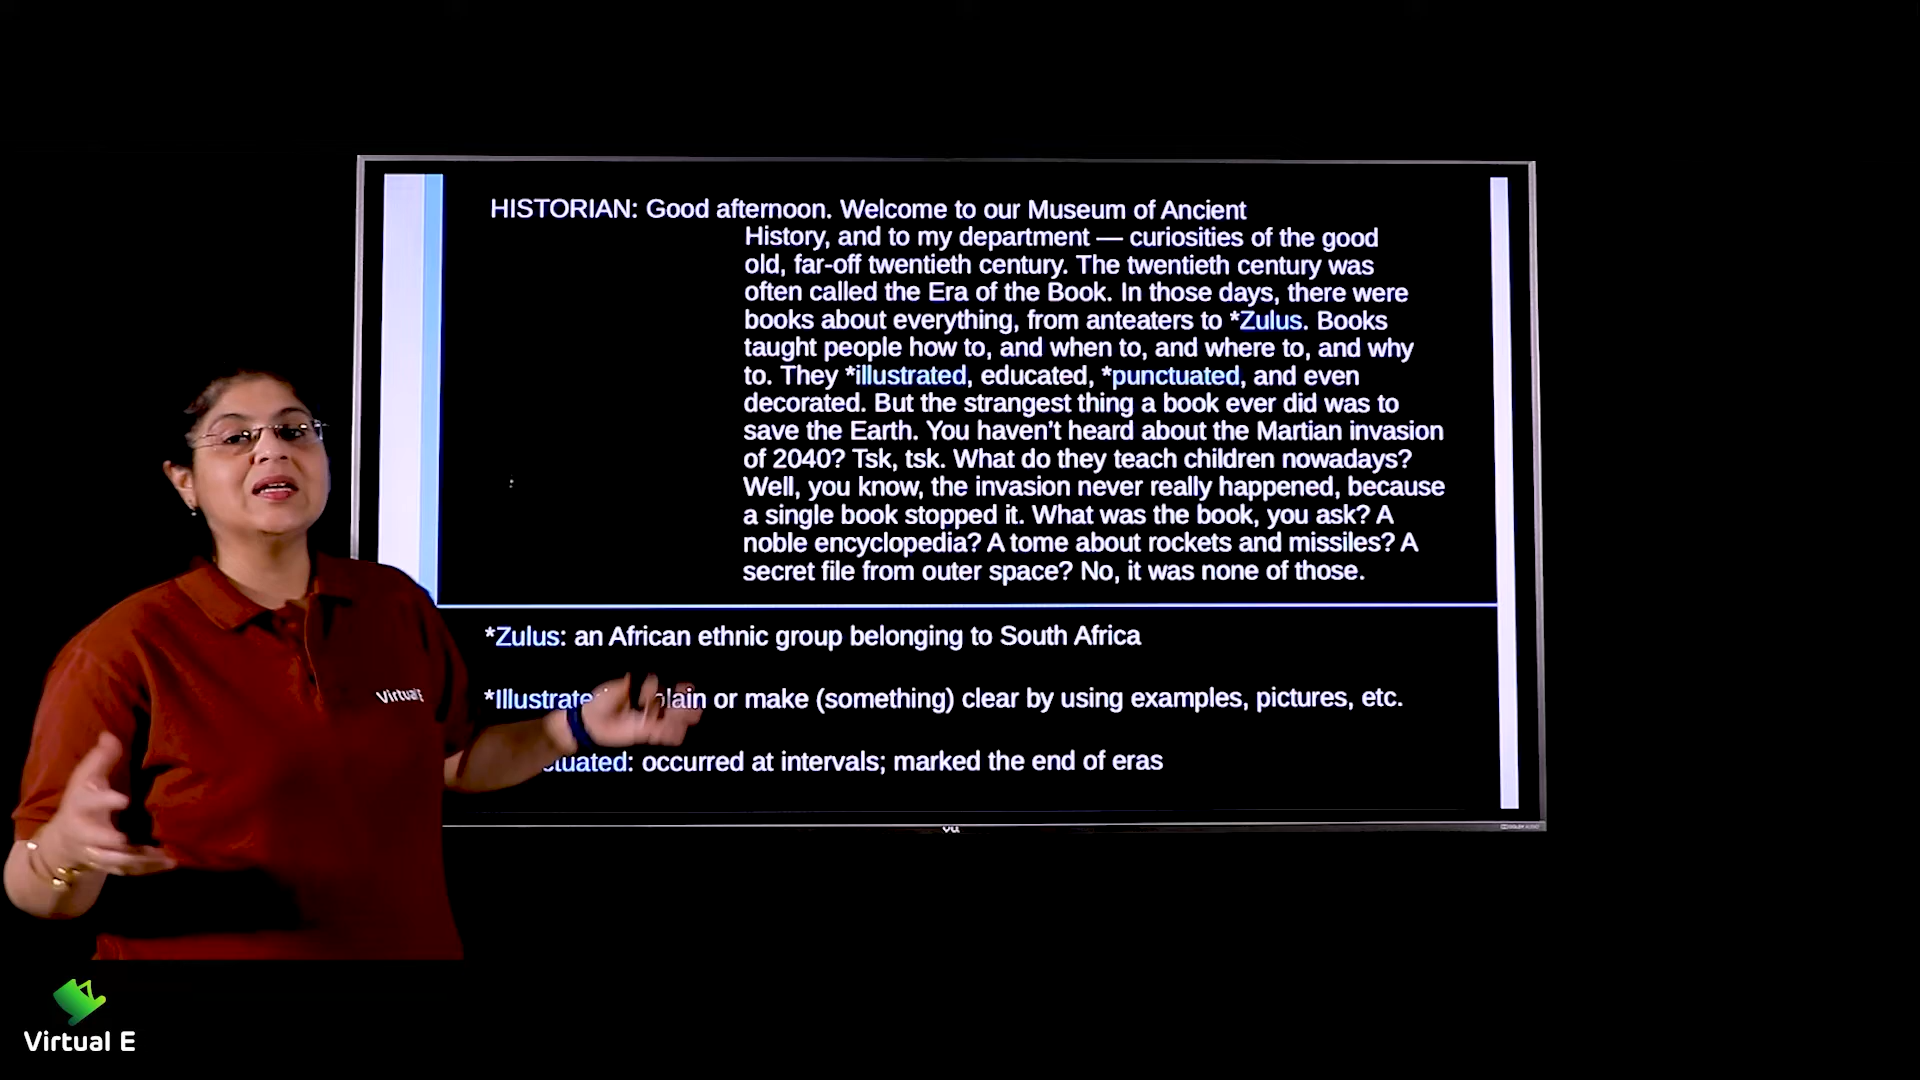 HISTORIAN: Good afternoon. Welcome to our Museum of Ancient
History, and to my department — curiosities of the good
old, far-off twentieth century. The twentieth century was
often called the Era of the Book. In those days, there were
books about everything, from anteaters to *Zulus. Books
taught people how to, and when to, and where to, and why
to. They *illustrated, educated, *punctuated, and even
decorated. But the strangest thing a book ever did was to
save the Earth. You haven't heard about the Martian invasion
of 2040? Tsk, tsk. What do they teach children nowadays?
Well, you know, the invasion never really happened, because
a single book stopped it. What was the book, you ask? A
noble encyclopedia? A tome about rockets and missiles? A
secret file from outer space? No, it was none of those.
*Zulus: an African ethnic group belonging to South Africa
or make (something) clear by using examples, pictures, etc.
occurred at intervals; marked the end of eras
Virtual E
vu
Virtual E